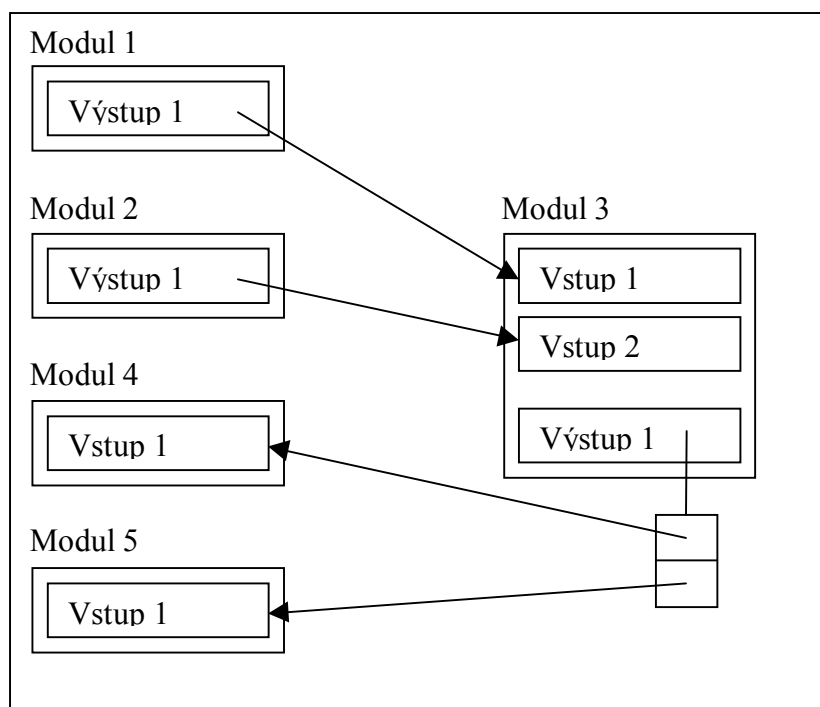 Modul 1
Výstup 1
Modul 2
Výstup 1
Modul 3
Vstup 1
Vstup 2
Výstup 1
Modul 4
Vstup 1
Modul 5
Vstup 1